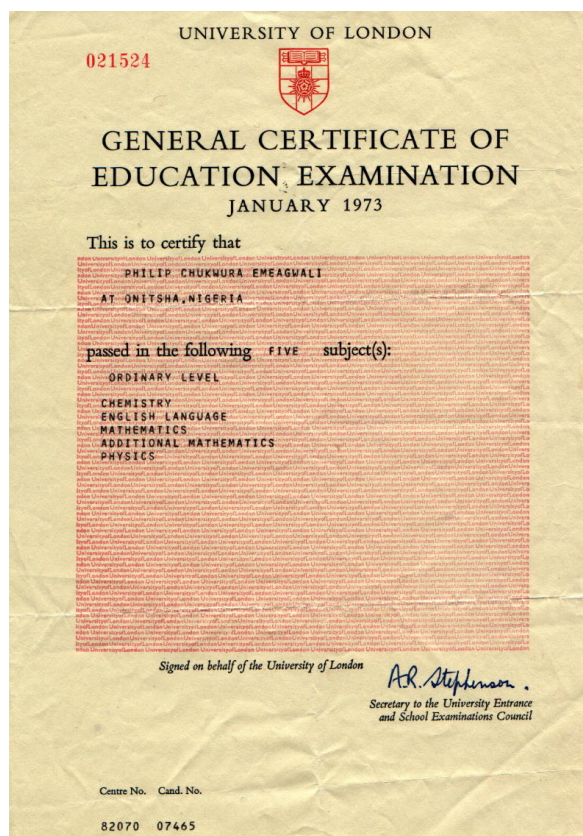 UNIVERSITY OF LONDON
021524
GENERAL CERTIFICATE OF
EDUCATION EXAMINATION
JANUARY 1973
This is to certify that
PHILIP CHUKWURA EMEAGWALI
AT ONITSHA,NIGERIA
passed in the following FIVE subject(s):
ORDINARY LEVEL
CHEMISTRY
ENGLISH LANGUAGE
MATHEMATICS
ADDITIONAL MATHEMATICS
PHYSICS
Signed on behalf of the University of London
A.R. Stephenson.
Secretary to the University Entrance
and School Examinations Council
Centre No. Cand. No.
82070 07465